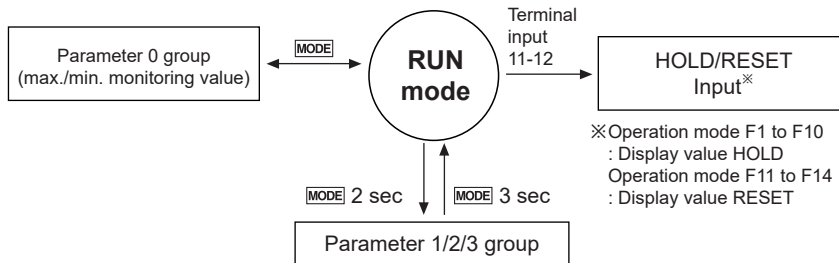 Parameter 0 group
(max./min. monitoring value)
MODE
RUN
mode
Terminal
input
11-12
HOLD/RESET
Input※
※Operation mode F1 to F10
: Display value HOLD
Operation mode F11 to F14
: Display value RESET
MODE 2 sec
MODE 3 sec
Parameter 1/2/3 group